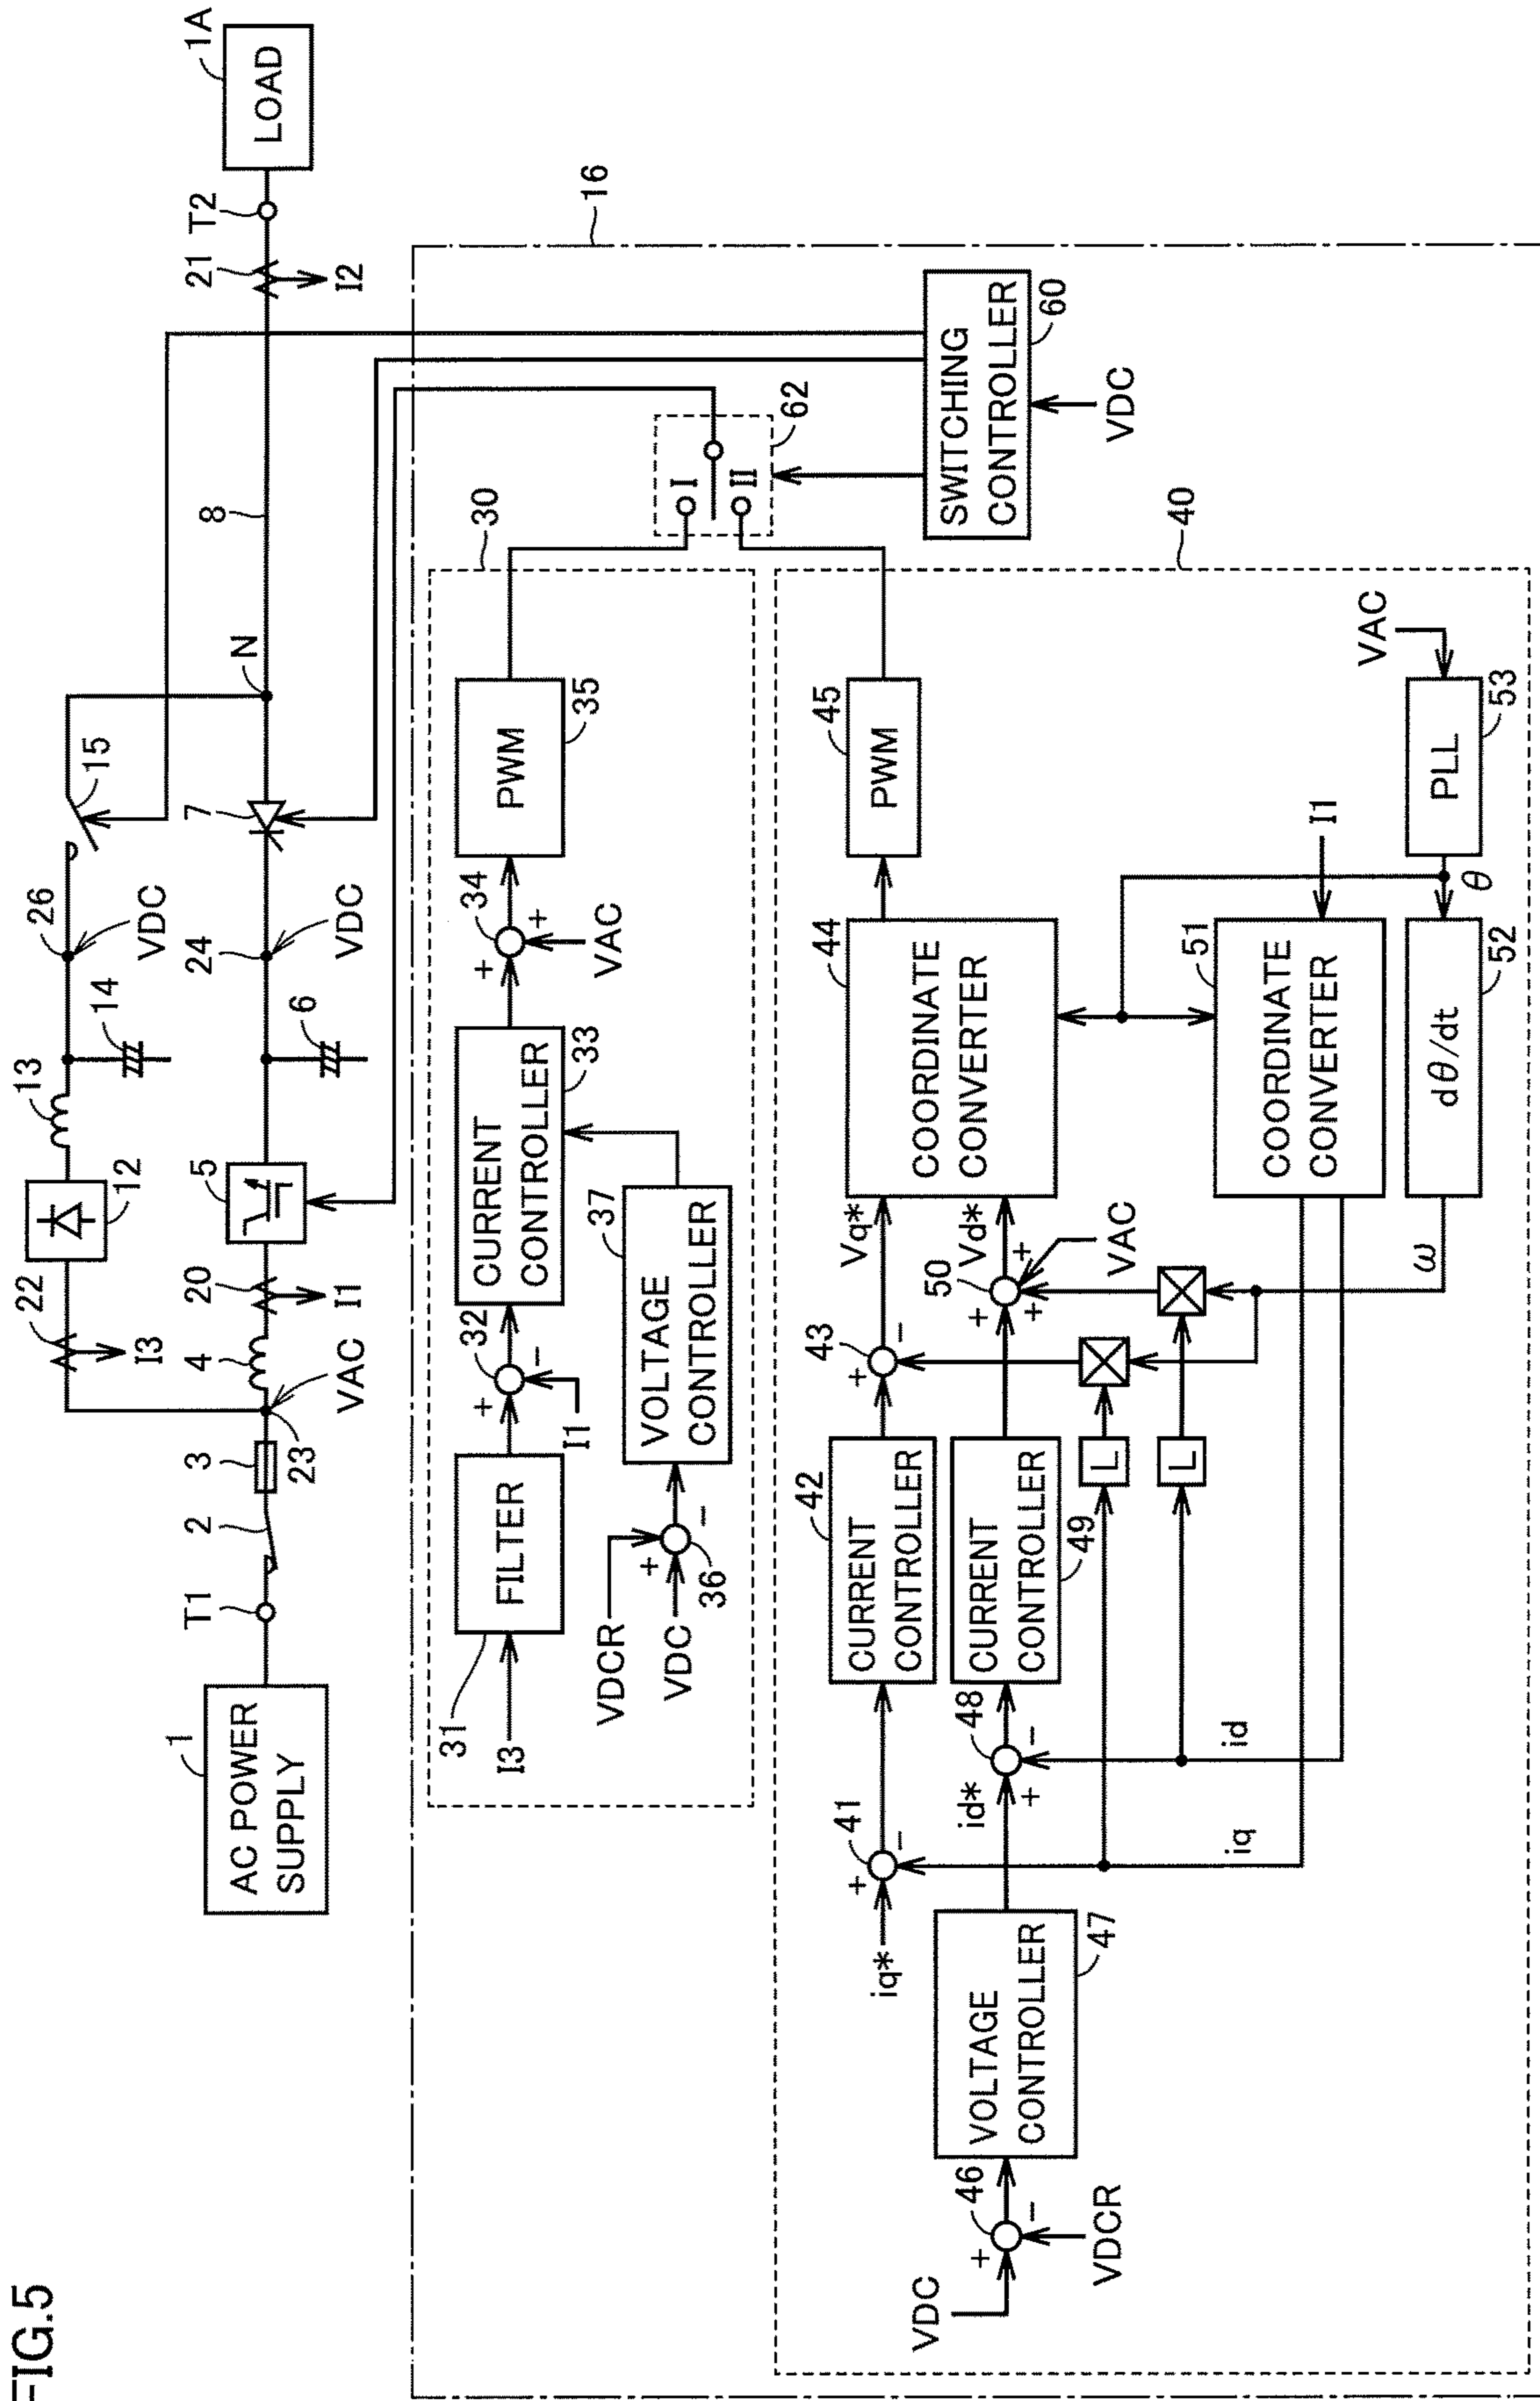 FIG.5
1
AC POWER
SUPPLY
T1
2
3
23
VAC
4
22
I3
20
I1
12
5
13
14
6
26
VDC
24
VDC
15
7
N
8
21
I2
T2
1A
LOAD
16
30
31
I3
FILTER
32
+
−
I1
CURRENT
CONTROLLER
33
34
+
+
VAC
PWM
35
VDCR
VDC
+
−
36
37
VOLTAGE
CONTROLLER
I
II
62
SWITCHING
CONTROLLER
60
VDC
40
iq*
41
+
−
42
CURRENT
CONTROLLER
43
+
−
Vq*
44
COORDINATE
CONVERTER
45
PWM
VDC
46
+
−
VDCR
VOLTAGE
CONTROLLER
47
id*
48
+
−
CURRENT
CONTROLLER
49
50
+
+
+
Vd*
VAC
L
L
iq
id
51
COORDINATE
CONVERTER
I1
ω
dθ/dt
52
θ
PLL
53
VAC